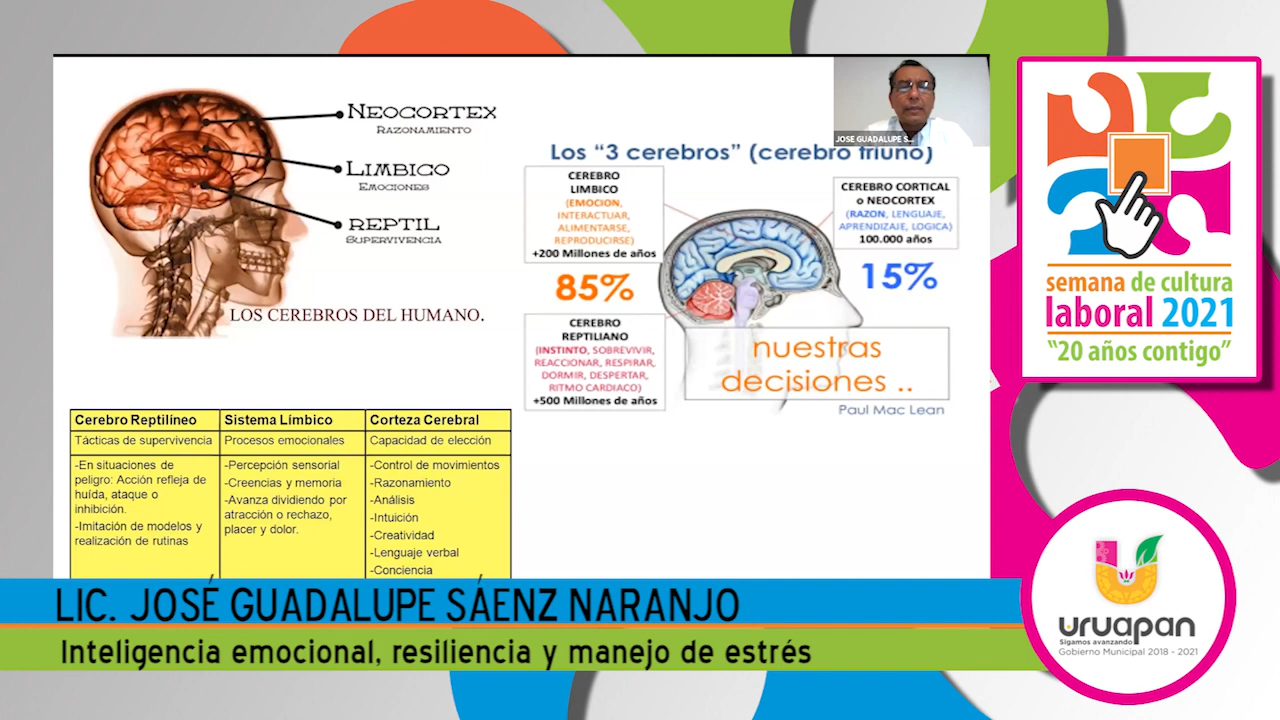 NEOCORTEX
RAZONAMIENTO
LIMBICO
EMOCIONES
REPTIL
SUPERVIVENCIA
LOS CEREBROS DEL HUMANO.
JOSE GUADALUPE S...
Los “3 cerebros” (cerebro triuno)
CEREBRO
LIMBICO
(EMOCION,
INTERACTUAR,
ALIMENTARSE,
REPRODUCIRSE)
+200 Millones de años
85%
CEREBRO CORTICAL
o NEOCORTEX
(RAZON, LENGUAJE,
APRENDIZAJE, LOGICA)
100.000 años
15%
CEREBRO
REPTILIANO
(INSTINTO, SOBREVIVIR,
REACCIONAR, RESPIRAR,
DORMIR, DESPERTAR,
RITMO CARDIACO)
+500 Millones de años
nuestras
decisiones ..
Paul Mac Lean
Cerebro Reptilíneo
Sistema Límbico
Corteza Cerebral
Tácticas de supervivencia
Procesos emocionales
Capacidad de elección
-En situaciones de
peligro: Acción refleja de
huída, ataque o
inhibición.
-Imitación de modelos y
realización de rutinas
-Percepción sensorial
-Creencias y memoria
-Avanza dividiendo por
atracción o rechazo,
placer y dolor.
-Control de movimientos
-Razonamiento
-Análisis
-Intuición
-Creatividad
-Lenguaje verbal
-Conciencia
LIC. JOSÉ GUADALUPE SÁENZ NARANJO
Inteligencia emocional, resiliencia y manejo de estrés
semana de cultura
laboral 2021
“20 años contigo”
uruapan
Sigamos avanzando
Gobierno Municipal 2018 - 2021